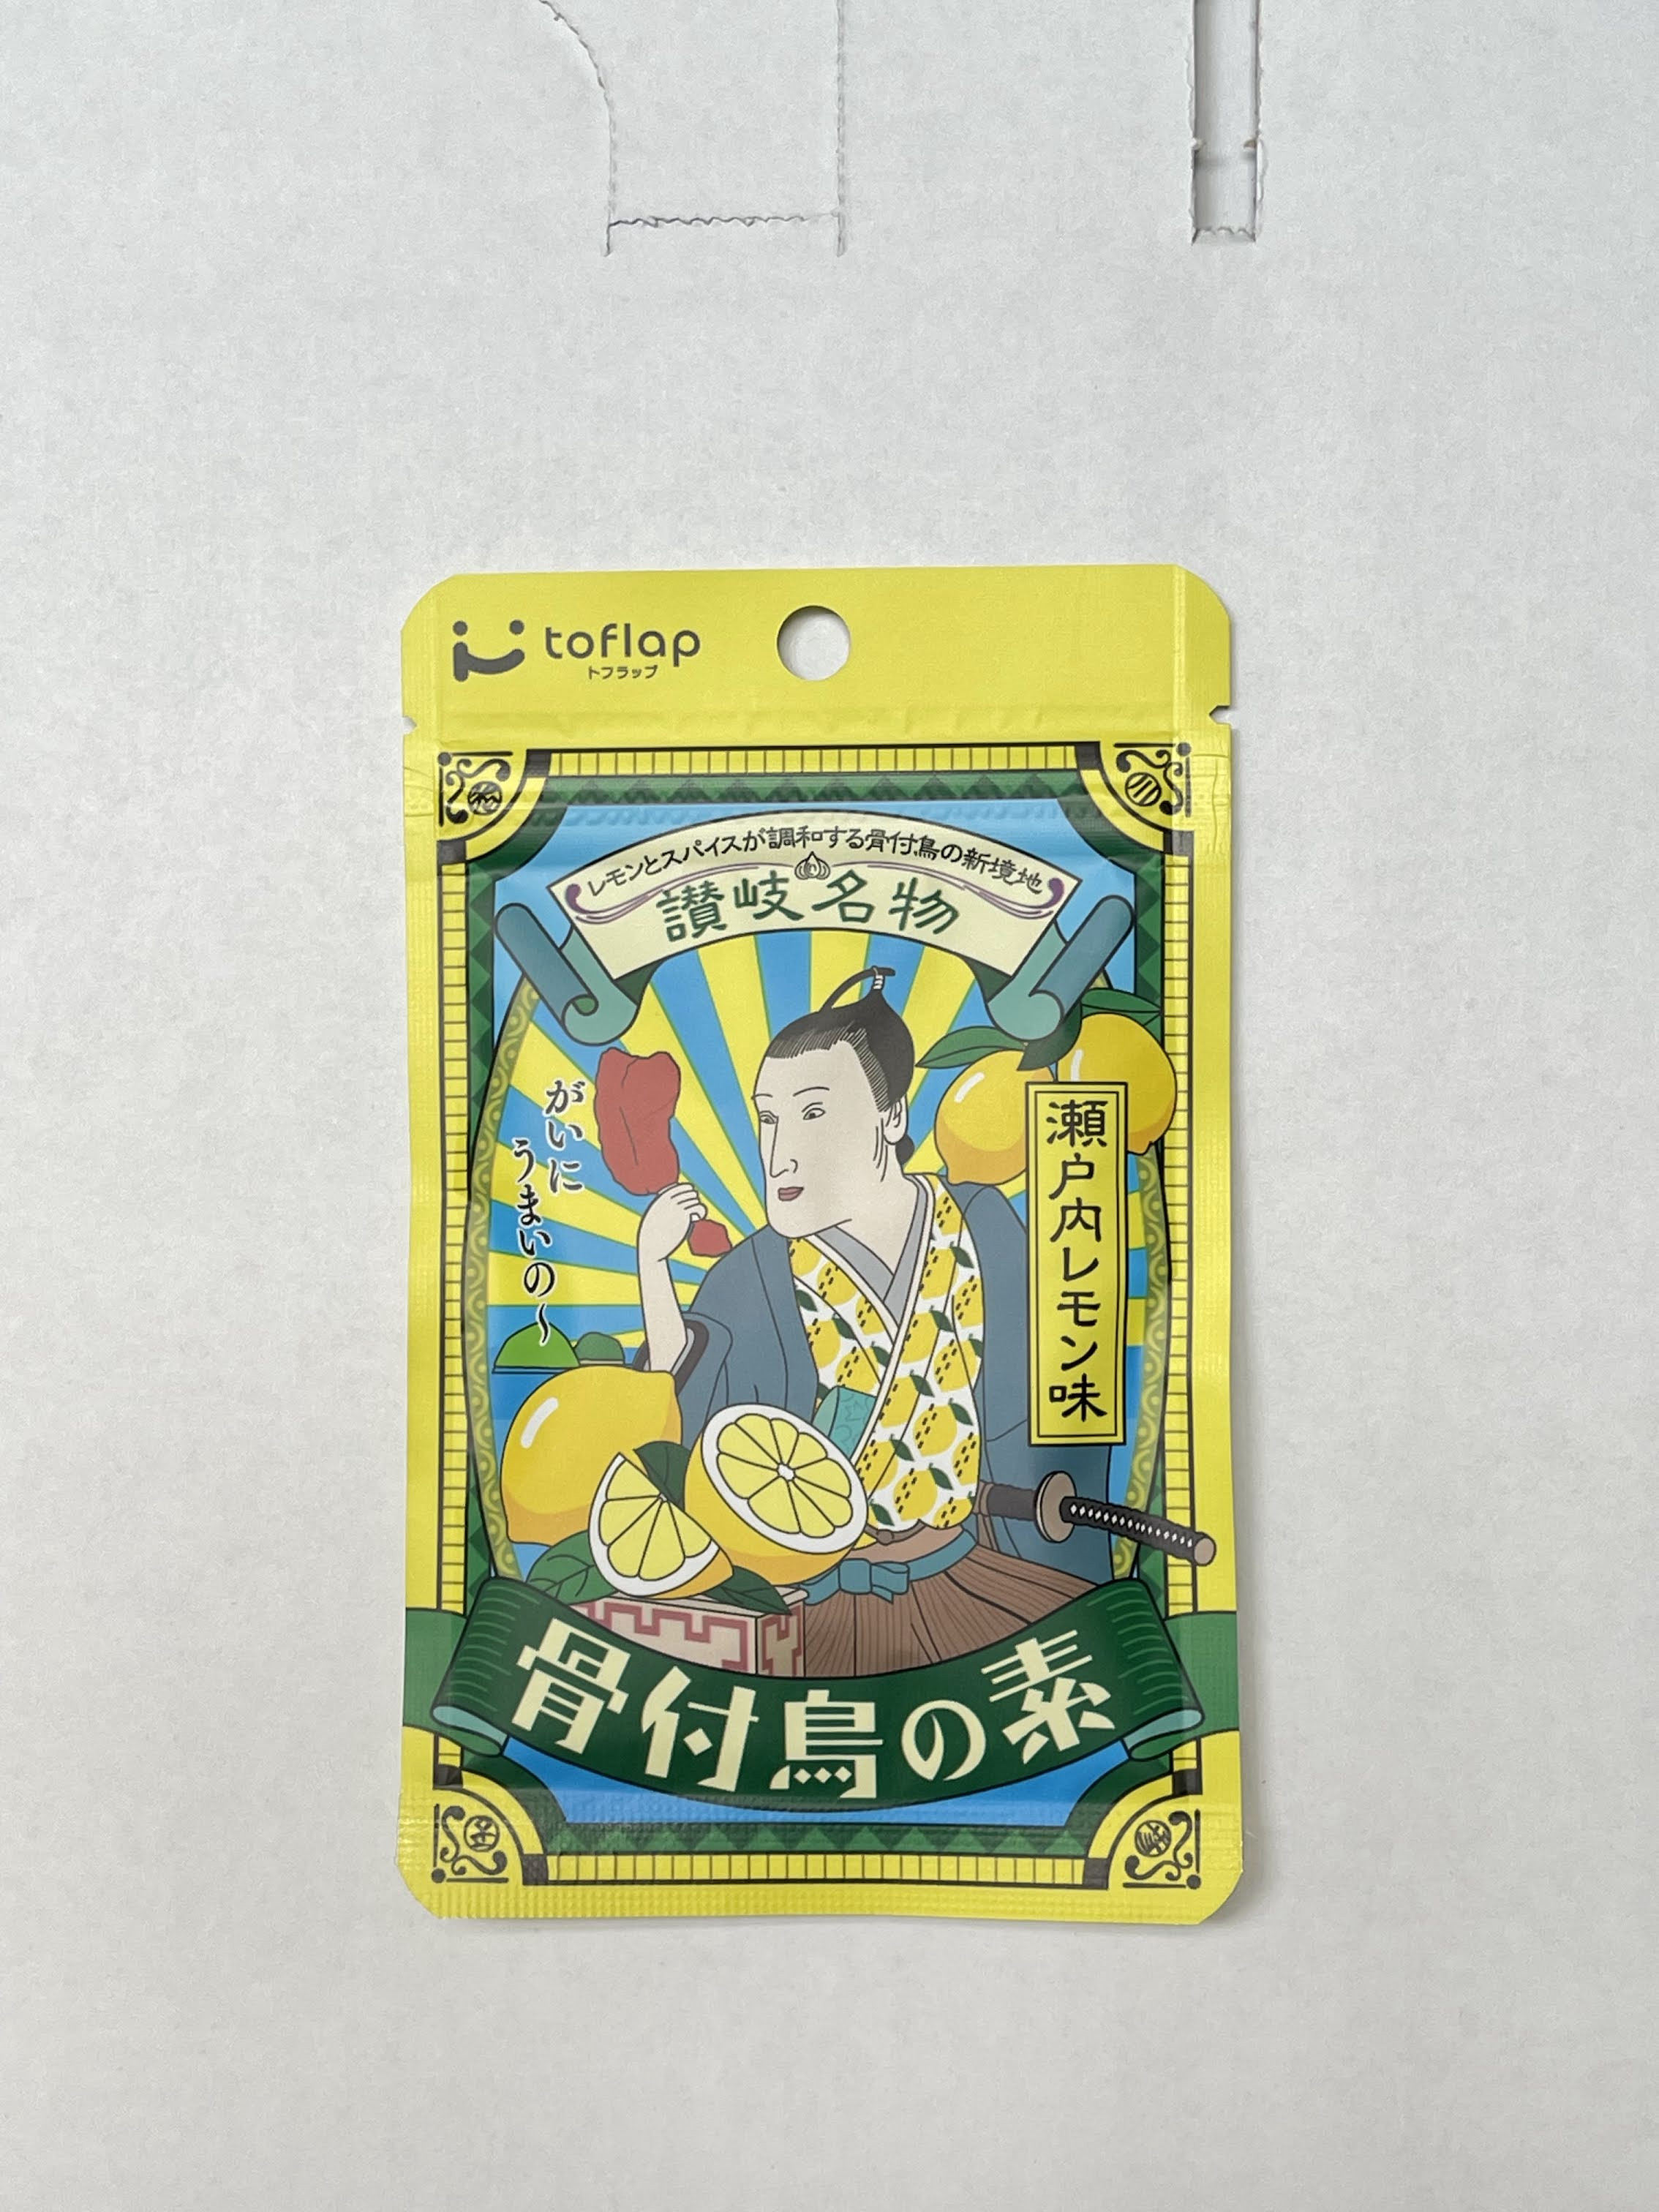 toflap
トフラップ
レモンとスパイスが調和する骨付鳥の新境地
讃岐名物
がいに
うまいの〜
瀬戸内レモン味
骨付鳥の素